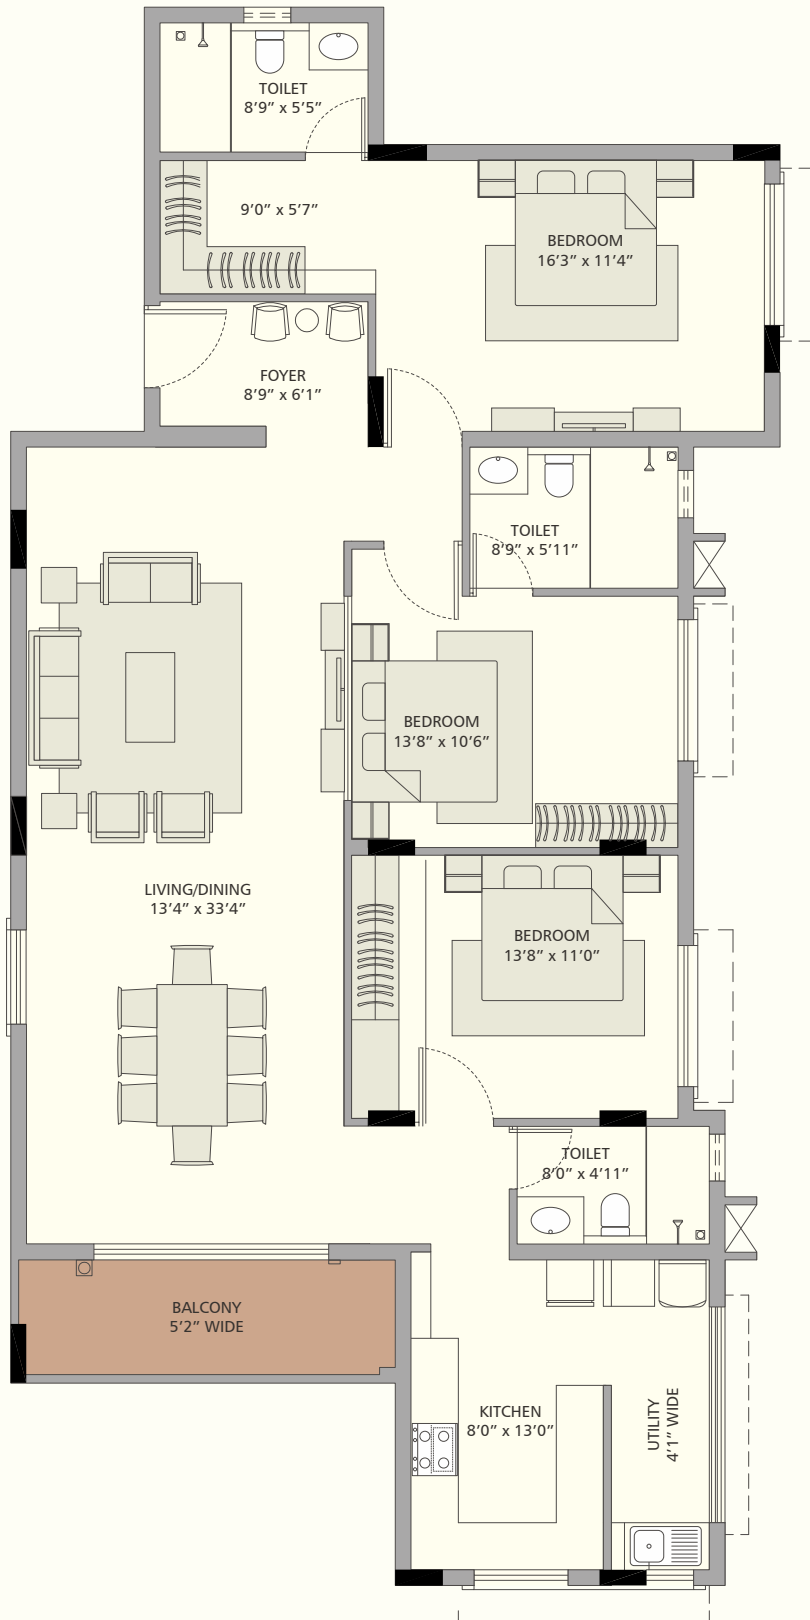 TOILET
8’9” x 5’5”
9’0” x 5’7”
BEDROOM
16’3” x 11’4”
FOYER
8’9” x 6’1”
TOILET
8’9” x 5’11”
BEDROOM
13’8” x 10’6”
LIVING/DINING
13’4” x 33’4”
BEDROOM
13’8” x 11’0”
TOILET
8’0” x 4’11”
BALCONY
5’2” WIDE
KITCHEN
8’0” x 13’0”
UTILITY
4’1” WIDE